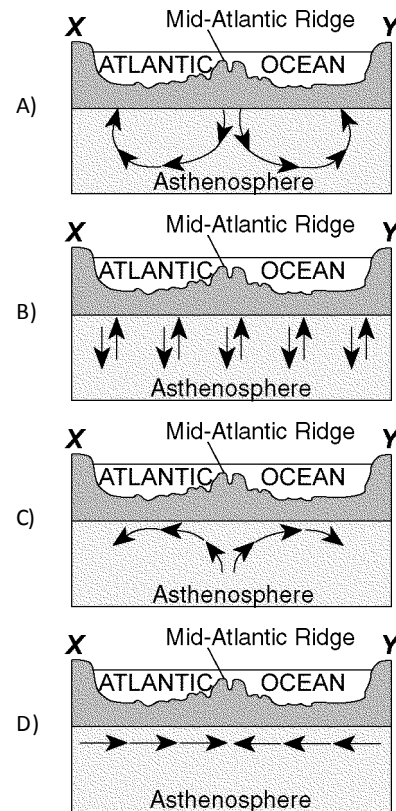 Mid-Atlantic Ridge
X Y
ATLANTIC OCEAN
A)
Asthenosphere
Mid-Atlantic Ridge
X Y
ATLANTIC OCEAN
B)
Asthenosphere
Mid-Atlantic Ridge
X Y
ATLANTIC OCEAN
C)
Asthenosphere
Mid-Atlantic Ridge
X Y
ATLANTIC OCEAN
D)
Asthenosphere